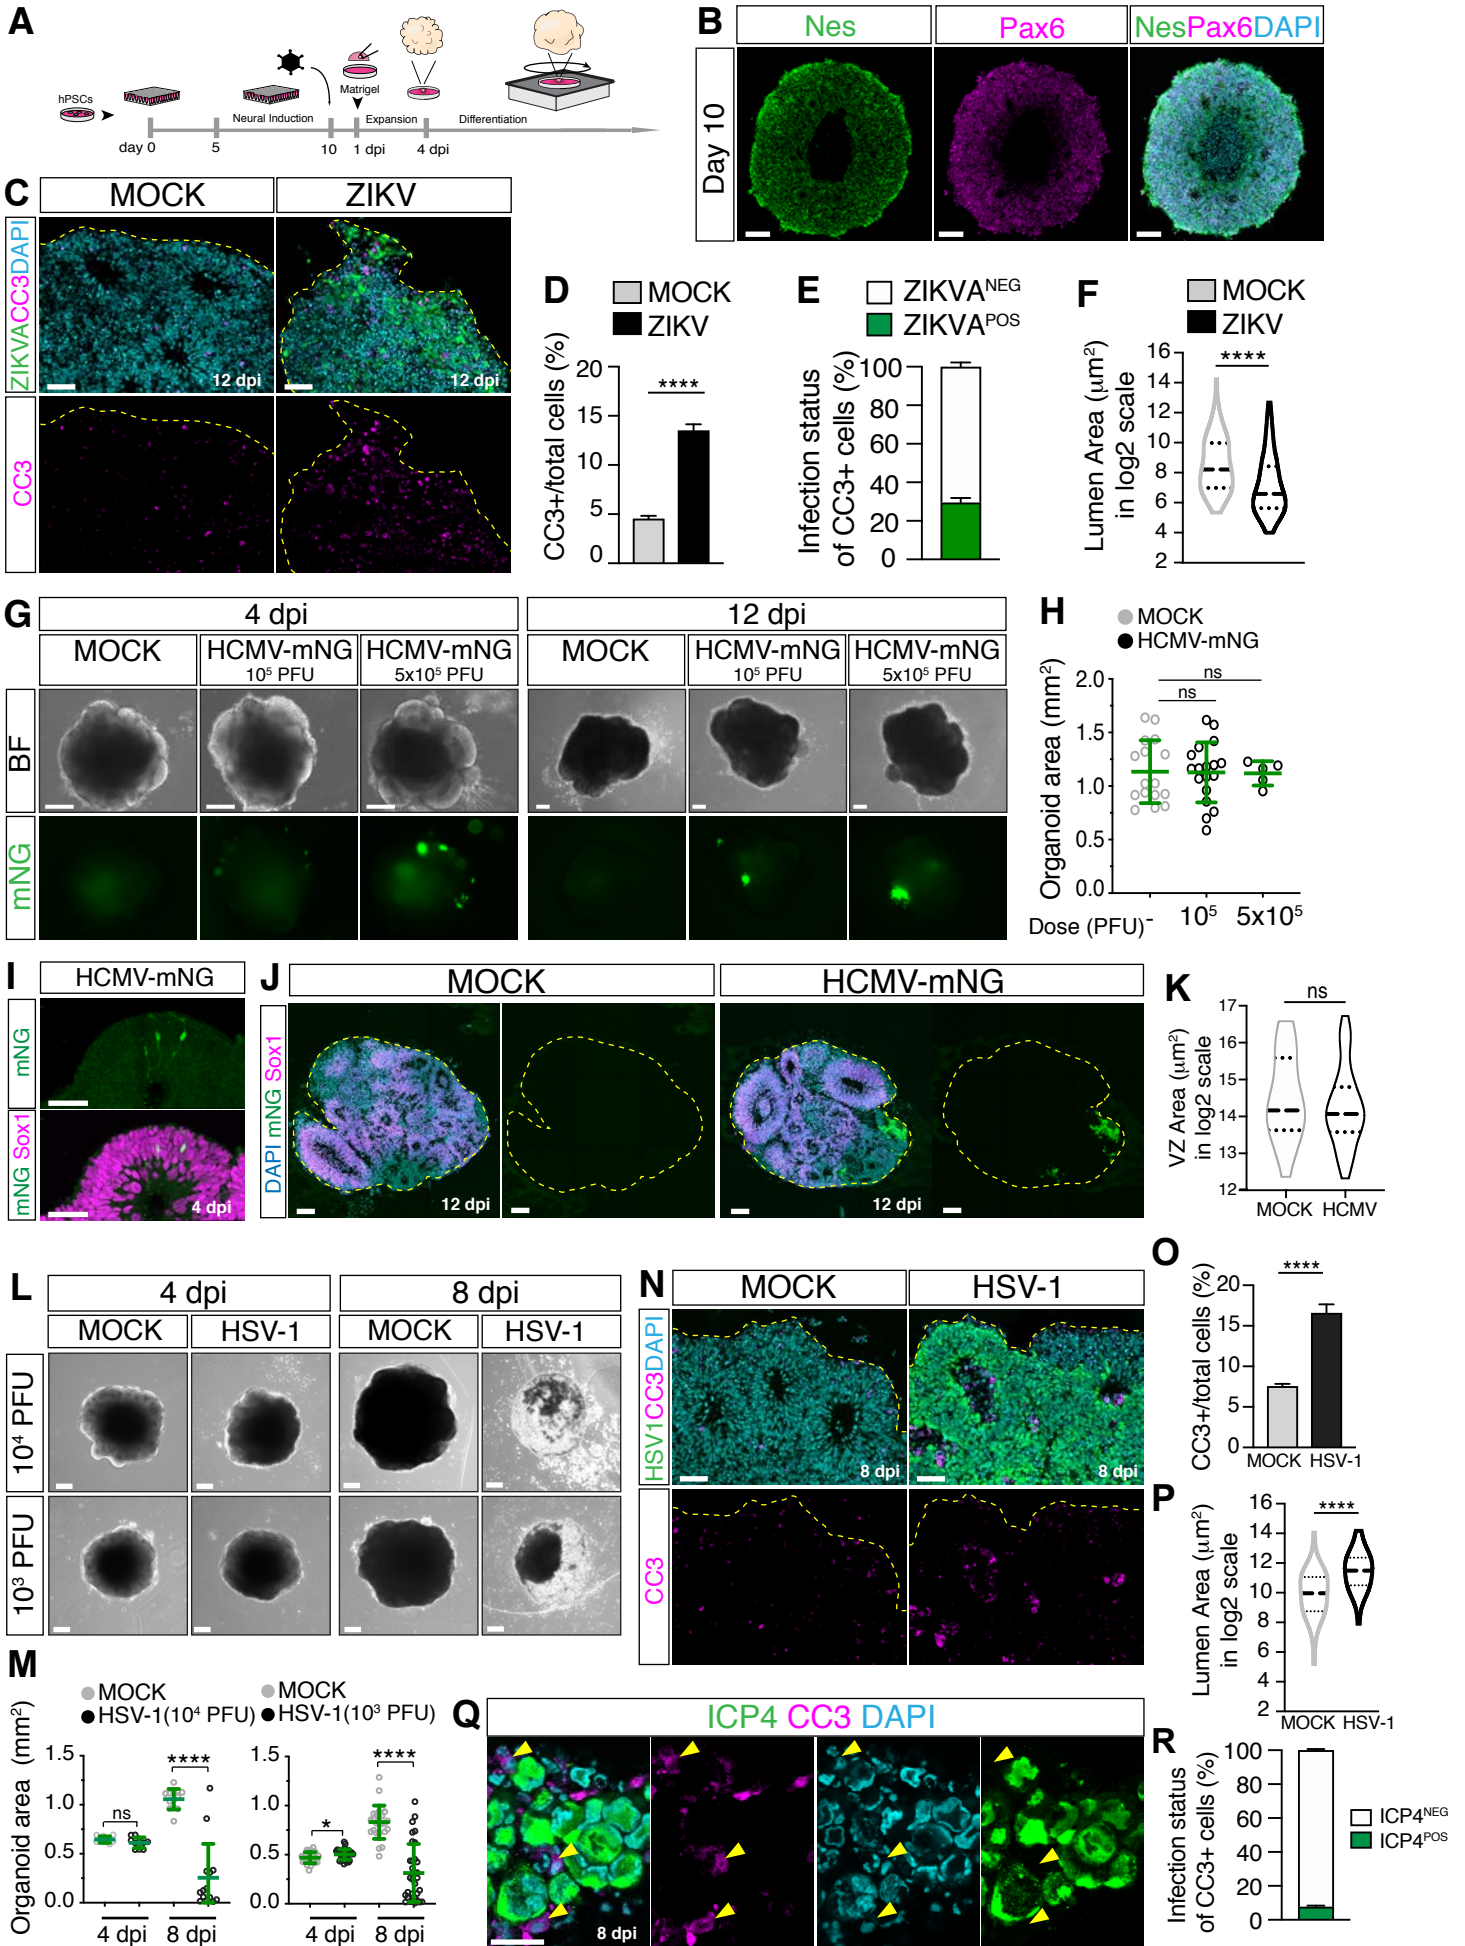 A
hPSCs
Matrigel
Neural Induction
Expansion
Differentiation
day 0
5
10
1 dpi
4 dpi
B
Nes
Pax6
NesPax6DAPI
Day 10
C
MOCK
ZIKV
ZIKVACC3DAPI
12 dpi
12 dpi
CC3
D
MOCK
ZIKV
CC3+/total cells (%)
20
15
10
5
0
****
E
ZIKVA^NEG
ZIKVA^POS
Infection status
of CC3+ cells (%)
100
80
60
40
20
0
F
MOCK
ZIKV
Lumen Area (µm²)
in log2 scale
16
14
12
10
8
6
4
2
****
G
4 dpi
12 dpi
MOCK
HCMV-mNG
10⁵ PFU
HCMV-mNG
5x10⁵ PFU
MOCK
HCMV-mNG
10⁵ PFU
HCMV-mNG
5x10⁵ PFU
BF
mNG
H
MOCK
HCMV-mNG
Organoid area (mm²)
2.0
1.5
1.0
0.5
0.0
ns
ns
Dose (PFU)
-
10⁵
5x10⁵
I
HCMV-mNG
mNG
mNG Sox1
4 dpi
J
MOCK
HCMV-mNG
DAPI mNG Sox1
12 dpi
12 dpi
K
VZ Area (µm²)
in log2 scale
17
16
15
14
13
12
ns
MOCK
HCMV
L
4 dpi
8 dpi
MOCK
HSV-1
MOCK
HSV-1
10⁴ PFU
10³ PFU
M
MOCK
HSV-1(10⁴ PFU)
MOCK
HSV-1(10³ PFU)
Organoid area (mm²)
1.5
1.0
0.5
0.0
ns
****
4 dpi
8 dpi
1.5
1.0
0.5
0.0
*
****
4 dpi
8 dpi
N
MOCK
HSV-1
HSV1CC3DAPI
8 dpi
8 dpi
CC3
O
CC3+/total cells (%)
20
15
10
5
0
****
MOCK
HSV-1
P
Lumen Area (µm²)
in log2 scale
16
14
12
10
8
6
4
2
****
MOCK
HSV-1
Q
ICP4 CC3 DAPI
8 dpi
R
Infection status
of CC3+ cells (%)
100
80
60
40
20
0
ICP4^NEG
ICP4^POS